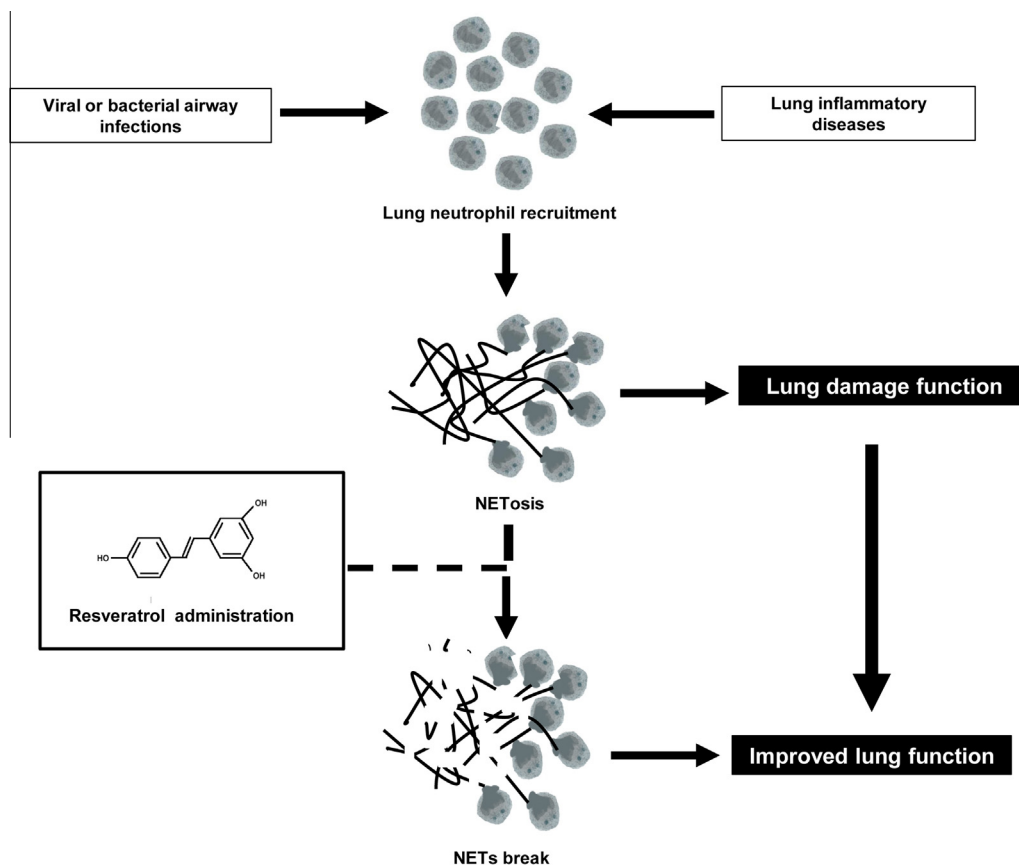 Viral or bacterial airway
infections
Lung inflammatory
diseases
Lung neutrophil recruitment
Lung damage function
NETosis
OH
HO
OH
Resveratrol administration
Improved lung function
NETs break